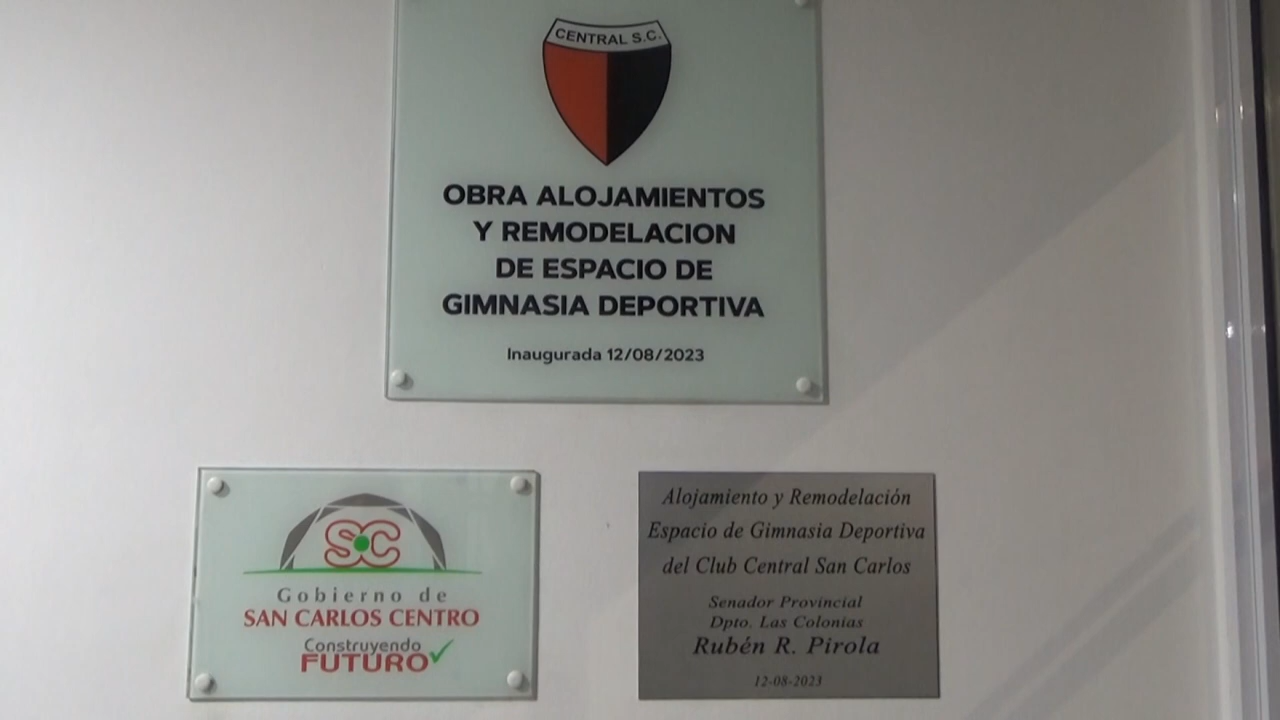 CENTRAL S.C.
OBRA ALOJAMIENTOS
Y REMODELACION
DE ESPACIO DE
GIMNASIA DEPORTIVA
Inaugurada 12/08/2023
SC
Gobierno de
SAN CARLOS CENTRO
Construyendo
FUTURO
Alojamiento y Remodelación
Espacio de Gimnasia Deportiva
del Club Central San Carlos
Senador Provincial
Dpto. Las Colonias
Rubén R. Pirola
12-08-2023